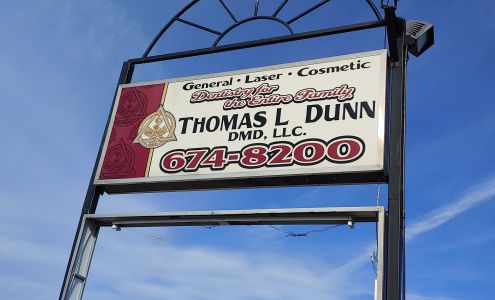 General · Laser · Cosmetic
Dentistry for
the Entire Family
THOMAS L DUNN
DMD, LLC.
674-8200